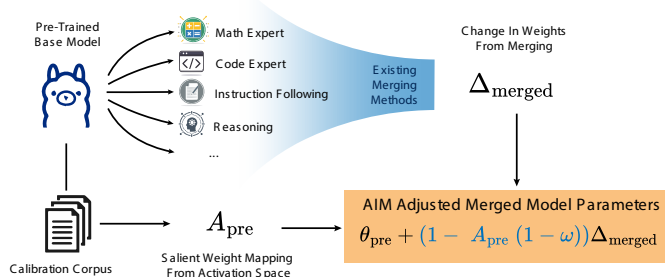 Pre-Trained
Base Model
Math Expert
Code Expert
Instruction Following
Reasoning
...
Existing
Merging
Methods
Change In Weights
From Merging
Δmerged
Calibration Corpus
Apre
Salient Weight Mapping
From Activation Space
AIM Adjusted Merged Model Parameters
θpre + (1 − Apre (1 − ω))Δmerged